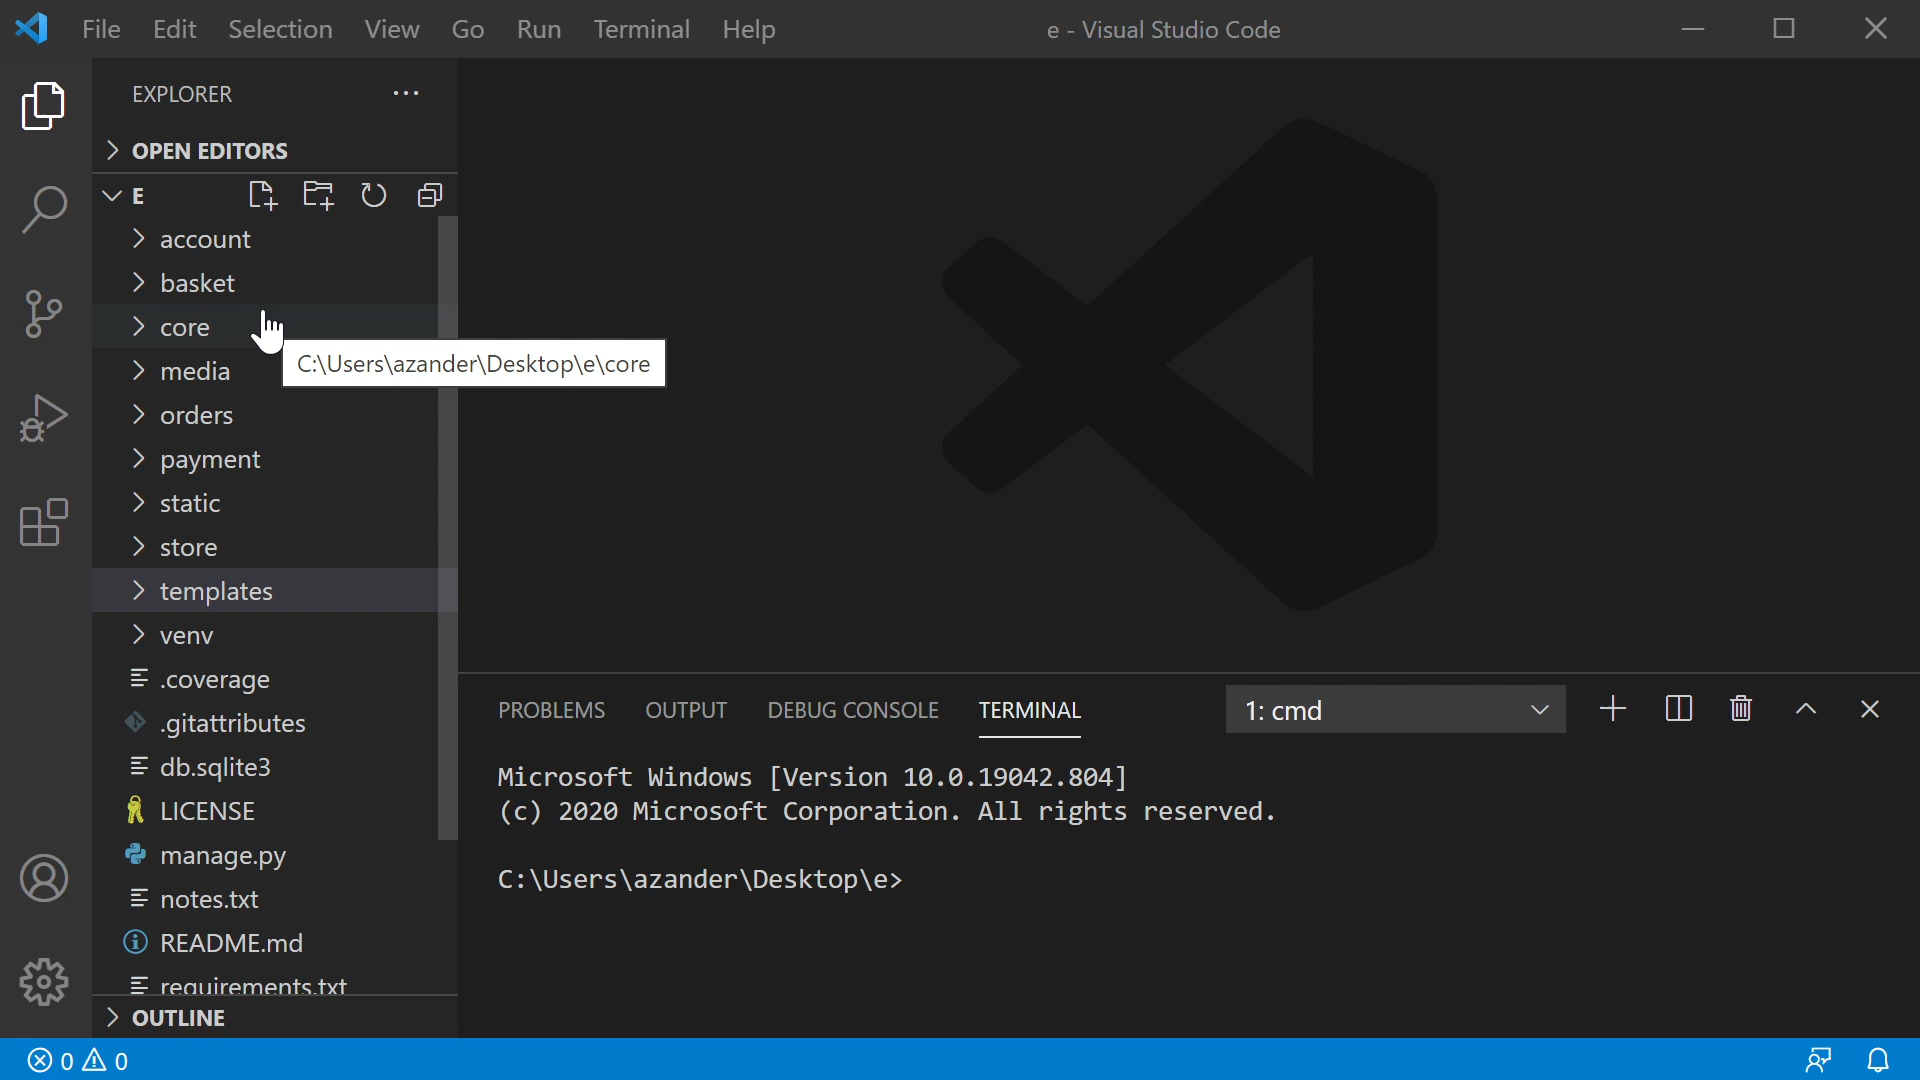 File Edit Selection View Go Run Terminal Help e - Visual Studio Code
EXPLORER
OPEN EDITORS
E
account
basket
core
C:\Users\azander\Desktop\e\core
media
orders
payment
static
store
templates
venv
.coverage
.gitattributes
db.sqlite3
LICENSE
manage.py
notes.txt
README.md
requirements.txt
OUTLINE
PROBLEMS OUTPUT DEBUG CONSOLE TERMINAL 1: cmd
Microsoft Windows [Version 10.0.19042.804]
(c) 2020 Microsoft Corporation. All rights reserved.
C:\Users\azander\Desktop\e>
0 0